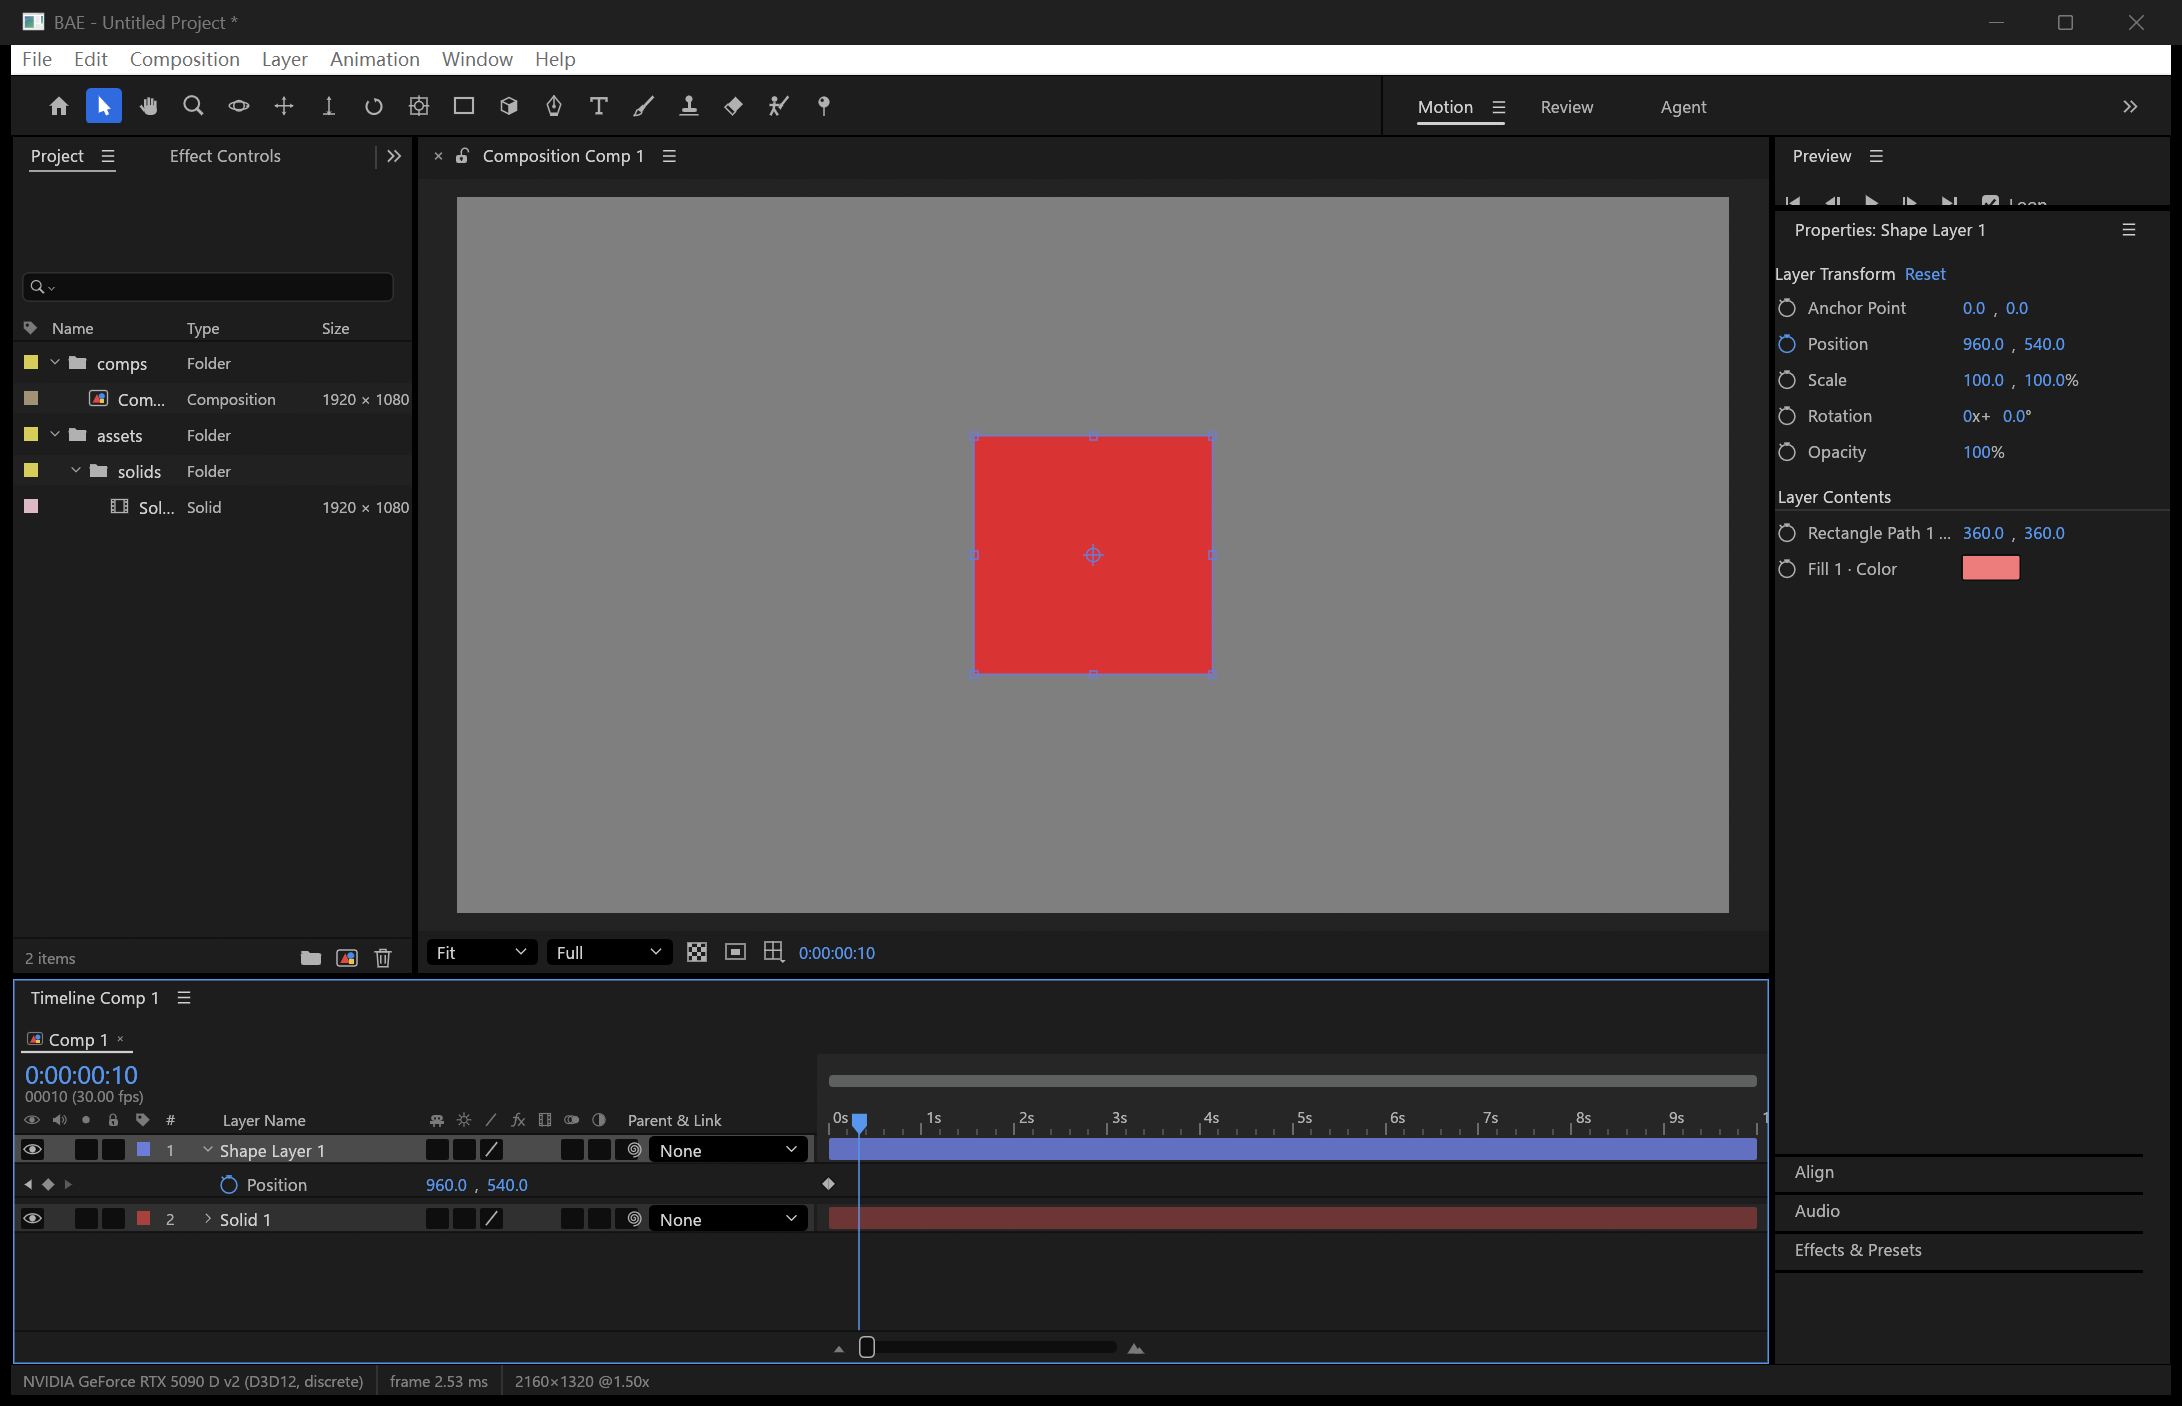 BAE - Untitled Project *
File Edit Composition Layer Animation Window Help
Motion Review Agent
Project Effect Controls
Composition Comp 1
Preview
Loop
Properties: Shape Layer 1
Layer Transform Reset
Anchor Point 0.0 , 0.0
Position 960.0 , 540.0
Scale 100.0 , 100.0%
Rotation 0x+ 0.0°
Opacity 100%
Layer Contents
Rectangle Path 1 ... 360.0 , 360.0
Fill 1 · Color
Name Type Size
comps Folder
Com... Composition 1920 × 1080
assets Folder
solids Folder
Sol... Solid 1920 × 1080
2 items
Fit Full 0:00:00:10
Timeline Comp 1
Comp 1
0:00:00:10
00010 (30.00 fps)
# Layer Name fx Parent & Link
0s 1s 2s 3s 4s 5s 6s 7s 8s 9s 1
1 Shape Layer 1 None
Position 960.0 , 540.0
2 Solid 1 None
Align
Audio
Effects & Presets
NVIDIA GeForce RTX 5090 D v2 (D3D12, discrete) frame 2.53 ms 2160×1320 @1.50x